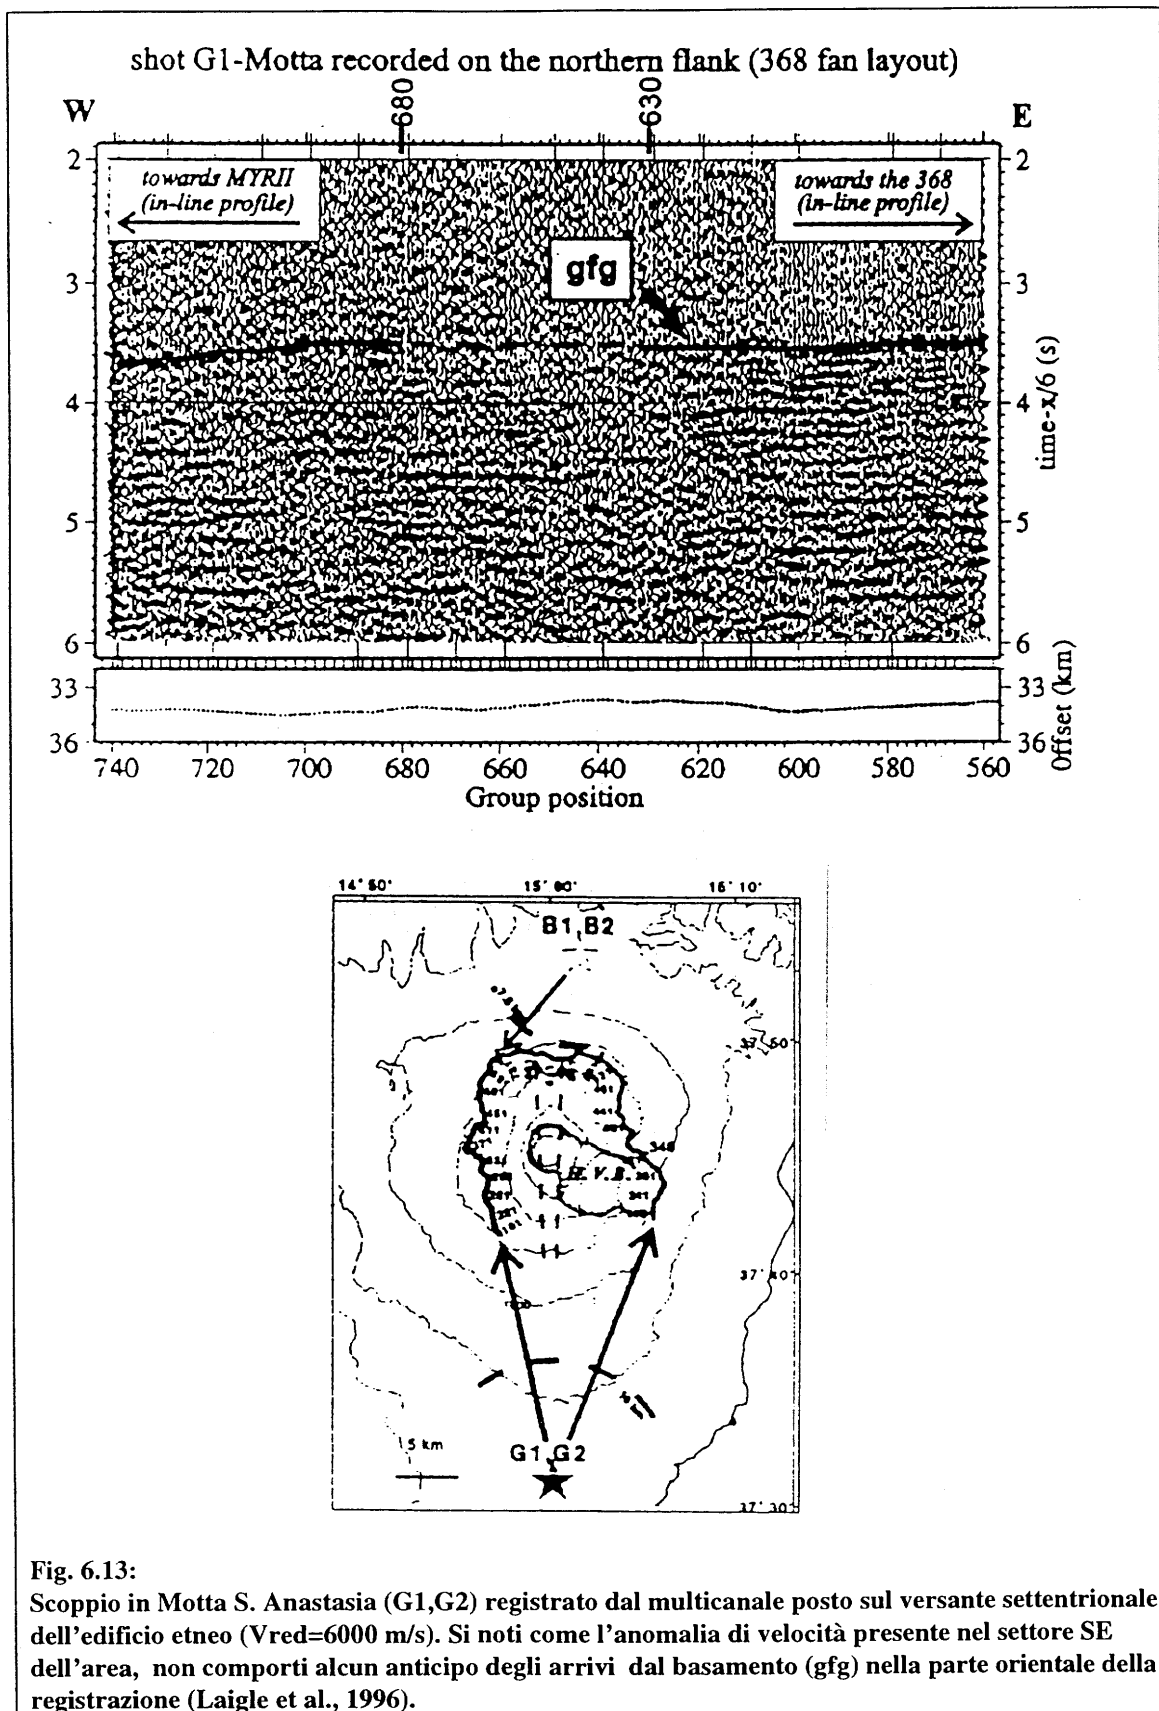 shot G1-Motta recorded on the northern flank (368 fan layout)
W
680
630
E
2
2
towards MYRII
(in-line profile)
towards the 368
(in-line profile)
gfg
3
3
4
4
time-x/6 (s)
5
5
6
6
33
33
Offset (km)
36
36
740 720 700 680 660 640 620 600 580 560
Group position
14° 50' 15° 00' 15° 10'
B1,B2
37° 50'
348
H. V. B.
37° 40'
5 km
G1,G2
37° 30'
Fig. 6.13:
Scoppio in Motta S. Anastasia (G1,G2) registrato dal multicanale posto sul versante settentrionale
dell'edificio etneo (Vred=6000 m/s). Si noti come l'anomalia di velocità presente nel settore SE
dell'area, non comporti alcun anticipo degli arrivi dal basamento (gfg) nella parte orientale della
registrazione (Laigle et al., 1996).